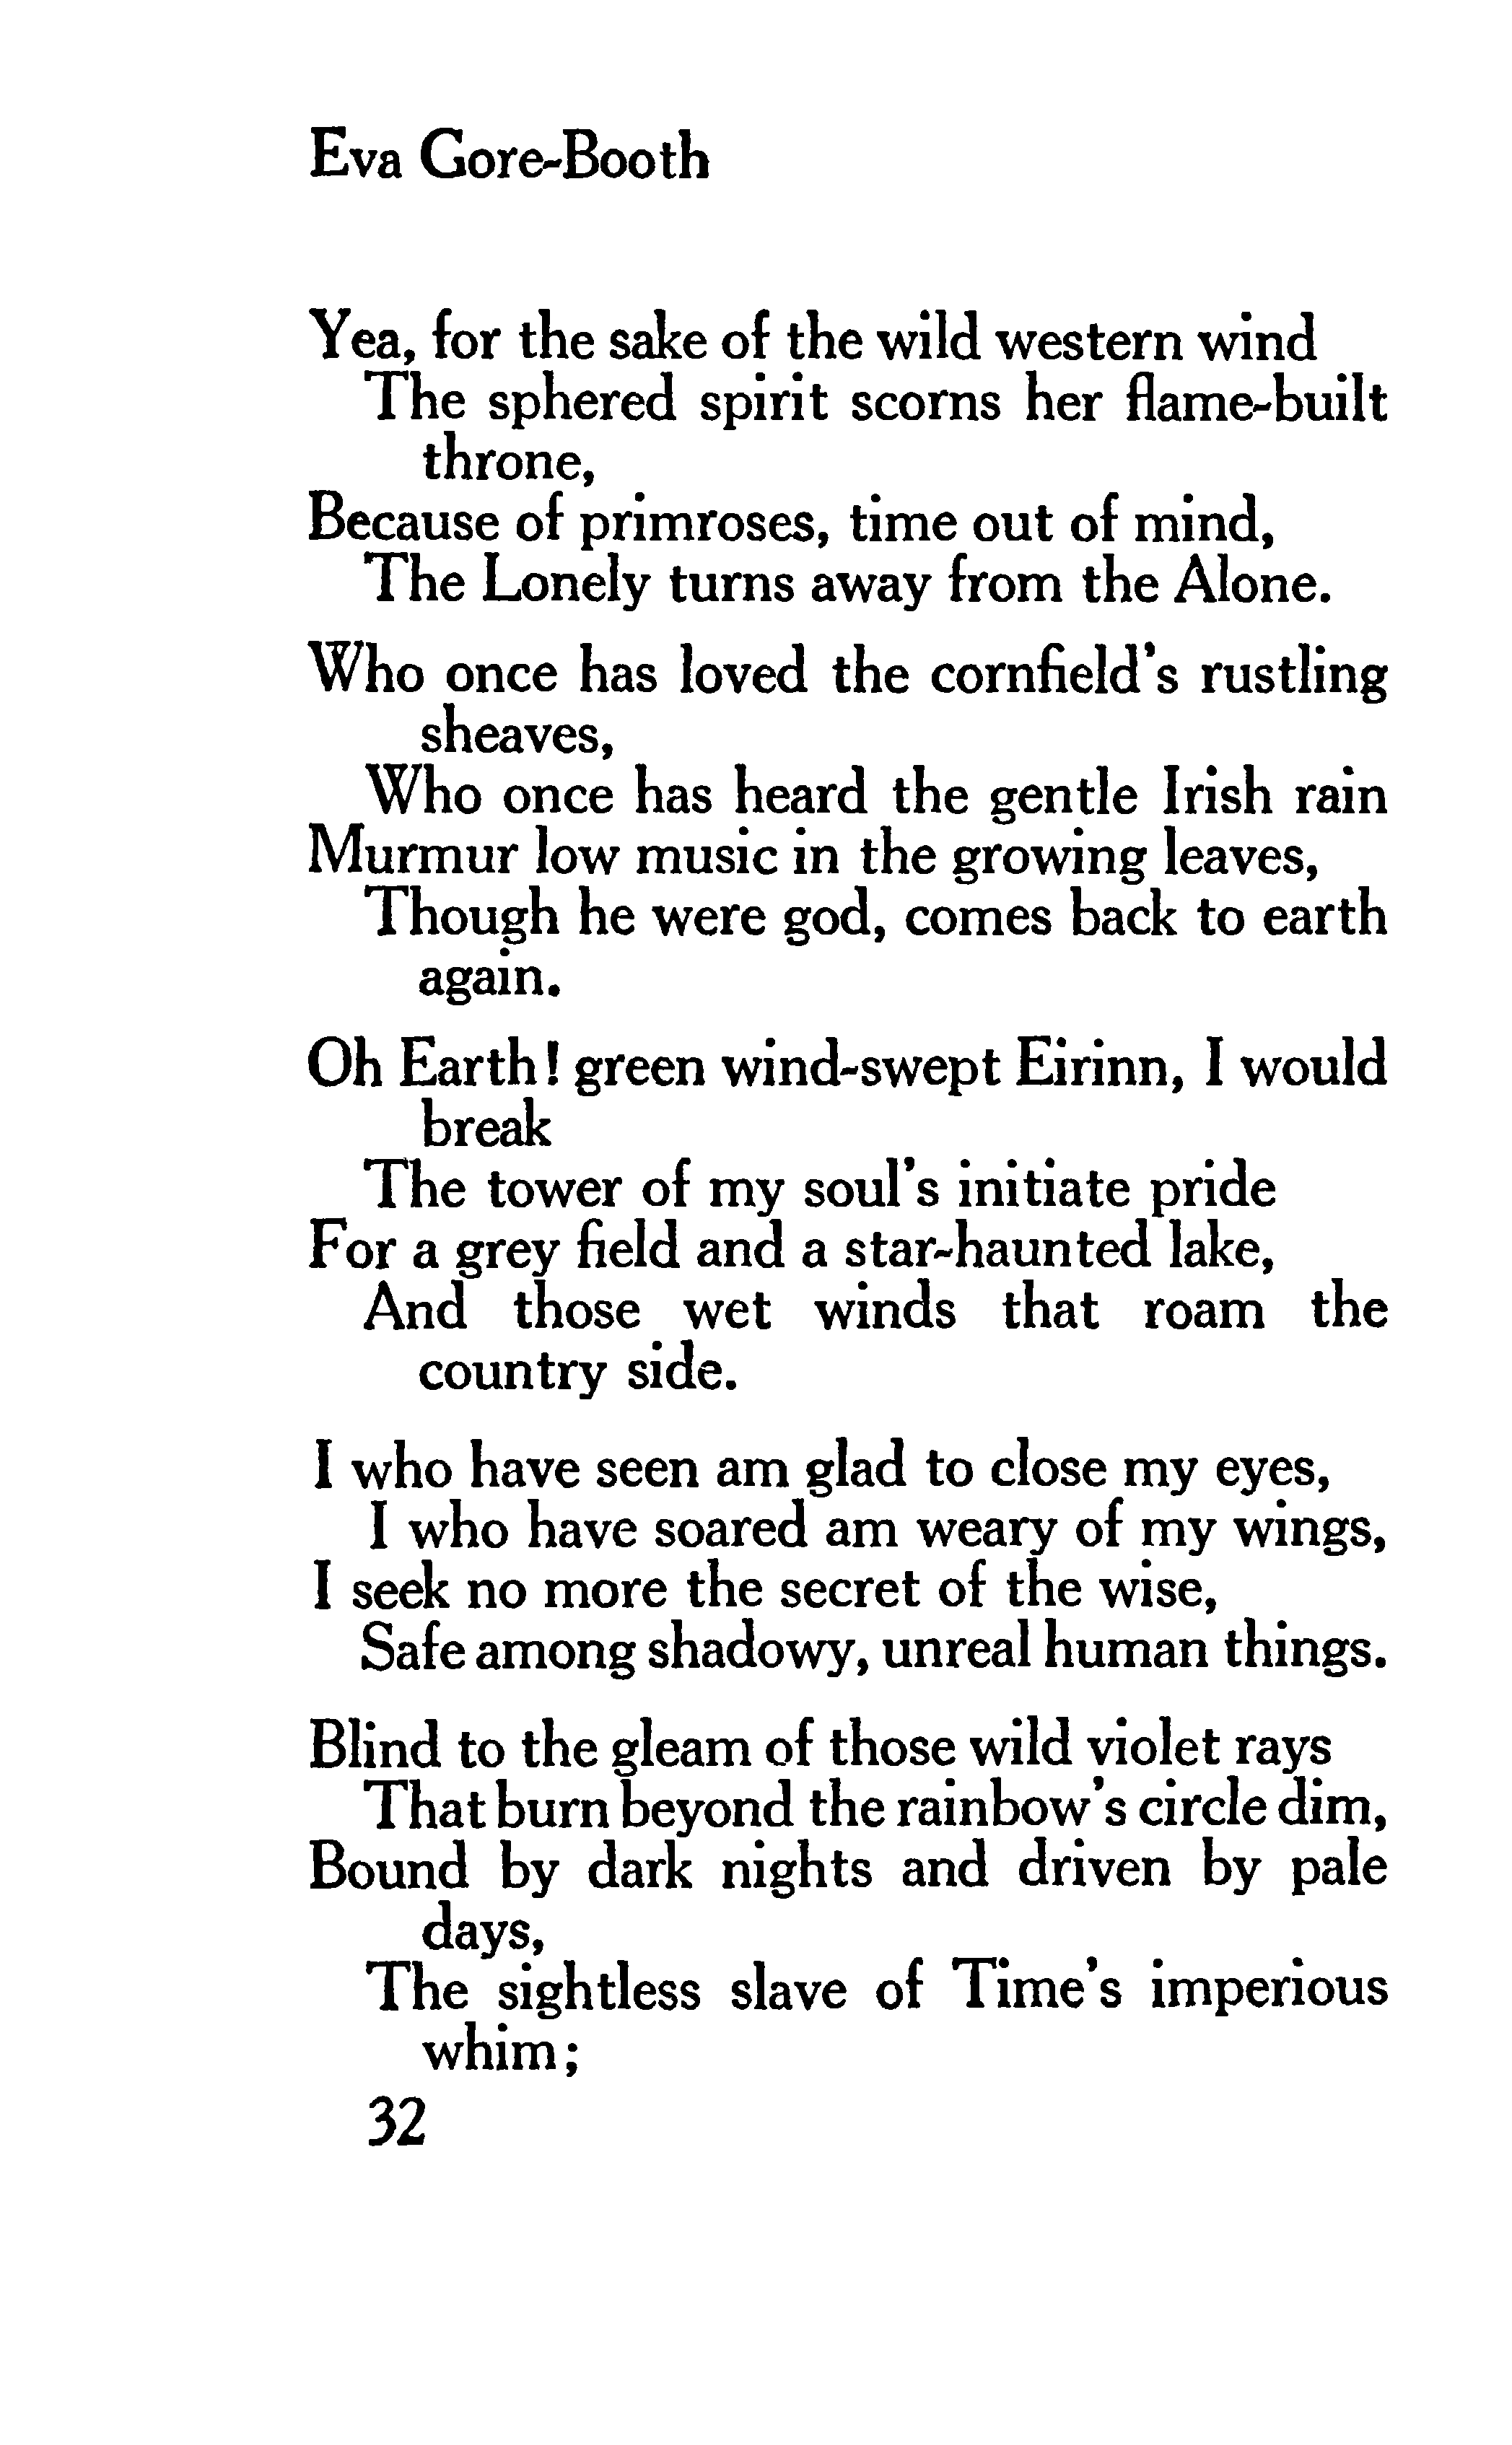 Eva Gore-Booth
Yea, for the sake of the wild western wind
The sphered spirit scorns her flame-built
throne,
Because of primroses, time out of mind,
The Lonely turns away from the Alone.
Who once has loved the cornfield's rustling
sheaves,
Who once has heard the gentle Irish rain
Murmur low music in the growing leaves,
Though he were god, comes back to earth
again.
Oh Earth! green wind-swept Eirinn, I would
break
The tower of my soul's initiate pride
For a grey field and a star-haunted lake,
And those wet winds that roam the
country side.
I who have seen am glad to close my eyes,
I who have soared am weary of my wings,
I seek no more the secret of the wise,
Safe among shadowy, unreal human things.
Blind to the gleam of those wild violet rays
That burn beyond the rainbow's circle dim,
Bound by dark nights and driven by pale
days,
The sightless slave of Time's imperious
whim;
32